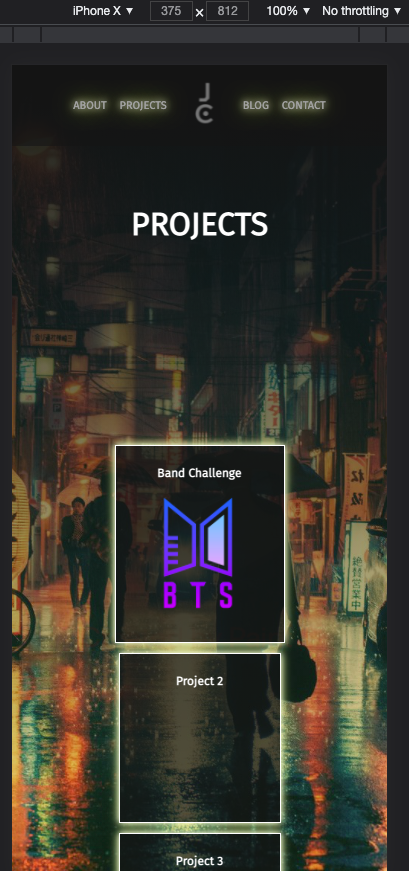 iPhone X ▼ 375 × 812 100% ▼ No throttling ▼
ABOUT PROJECTS JC BLOG CONTACT
PROJECTS
Band Challenge
BTS
Project 2
Project 3